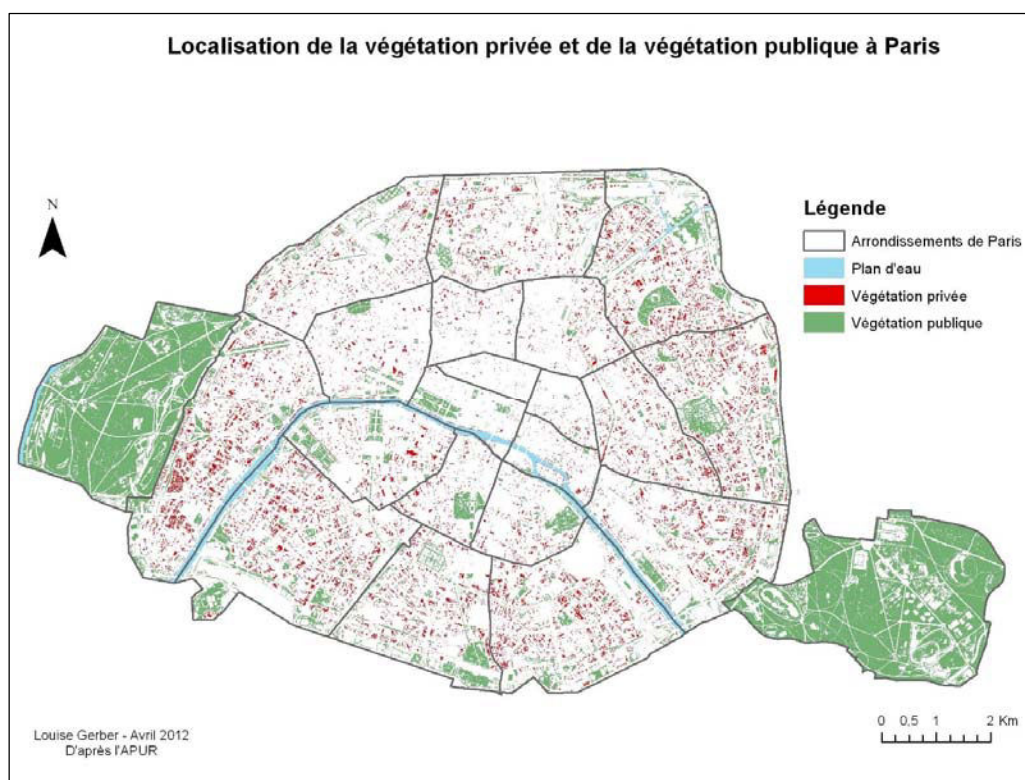 Localisation de la végétation privée et de la végétation publique à Paris
N
Légende
Arrondissements de Paris
Plan d'eau
Végétation privée
Végétation publique
Louise Gerber - Avril 2012
D'après l'APUR
0 0,5 1 2 Km